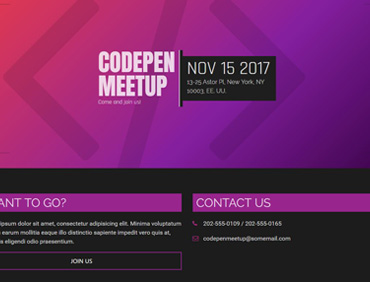 CODEPEN
MEETUP
Come and join us!
NOV 15 2017
13-25 Astor Pl, New York, NY
10003, EE. UU.
ANT TO GO?
ipsum dolor sit amet, consectetur adipisicing elit. Minima voluptatum
earum mollitia eaque illo distinctio sapiente impedit vero quia at,
eligendi odio praesentium.
JOIN US
CONTACT US
202-555-0109 / 202-555-0165
codepenmeetup@somemail.com